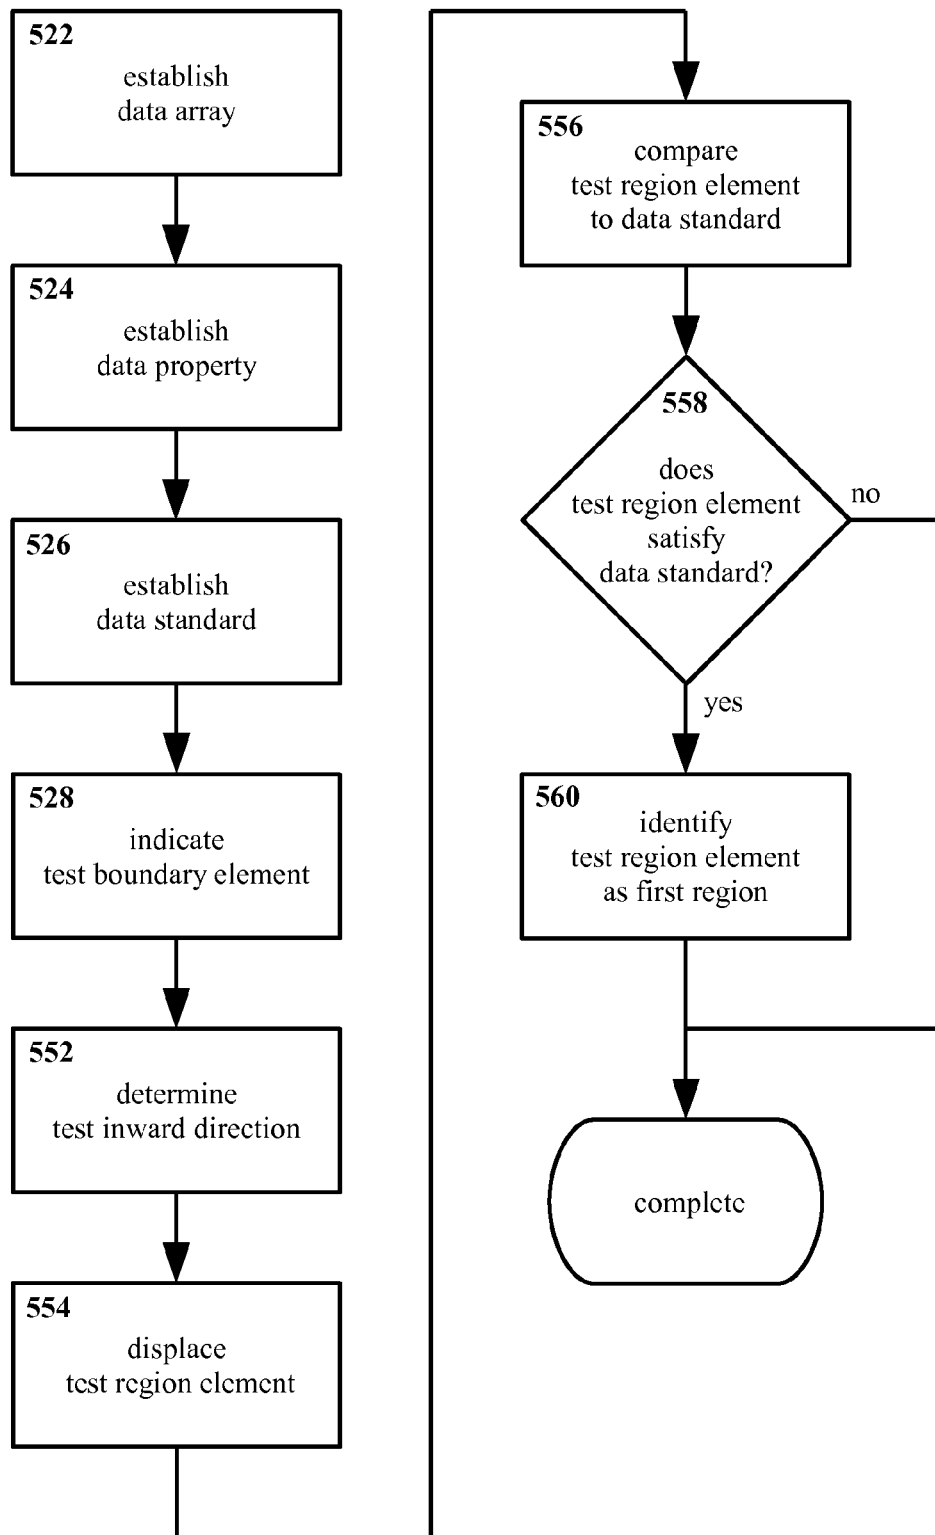 522
establish
data array
524
establish
data property
526
establish
data standard
528
indicate
test boundary element
552
determine
test inward direction
554
displace
test region element
556
compare
test region element
to data standard
558
does
test region element
satisfy
data standard?
no
yes
560
identify
test region element
as first region
complete